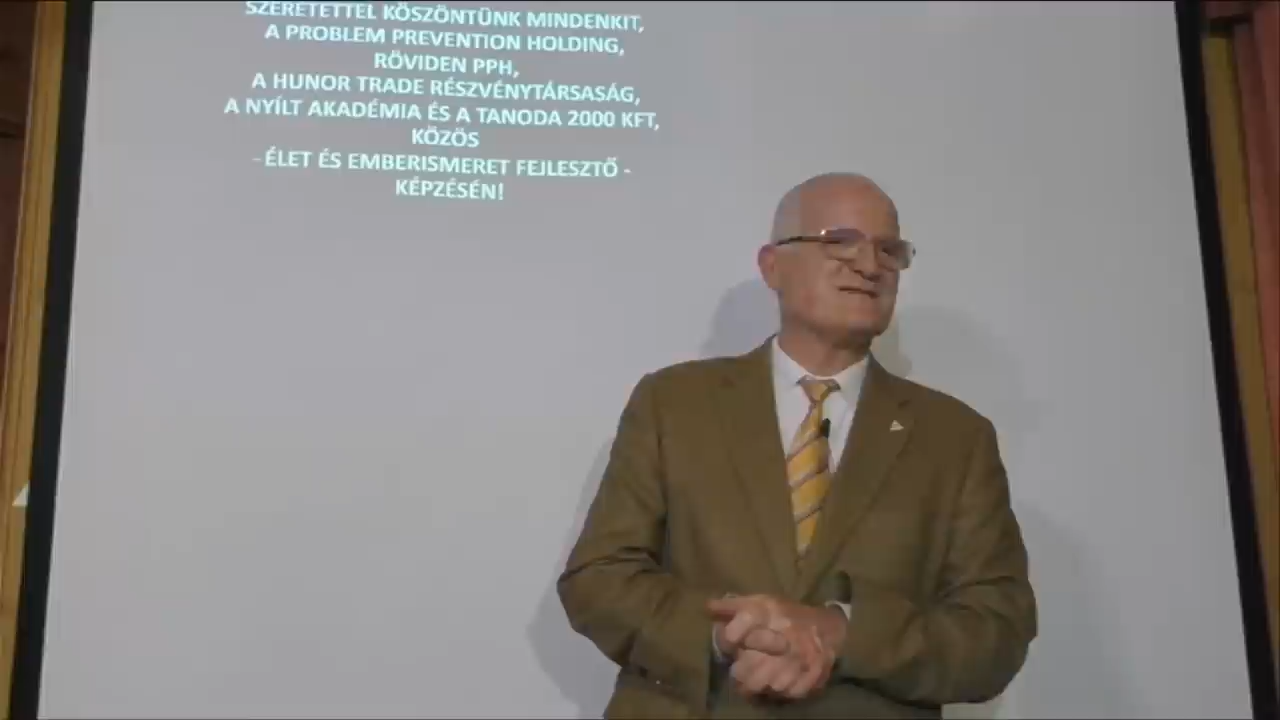 SZERETETTEL KÖSZÖNTÜNK MINDENKIT,
A PROBLEM PREVENTION HOLDING,
RÖVIDEN PPH,
A HUNOR TRADE RÉSZVÉNYTÁRSASÁG,
A NYÍLT AKADÉMIA ÉS A TANODA 2000 KFT,
KÖZÖS
- ÉLET ÉS EMBERISMERET FEJLESZTŐ -
KÉPZÉSÉN!